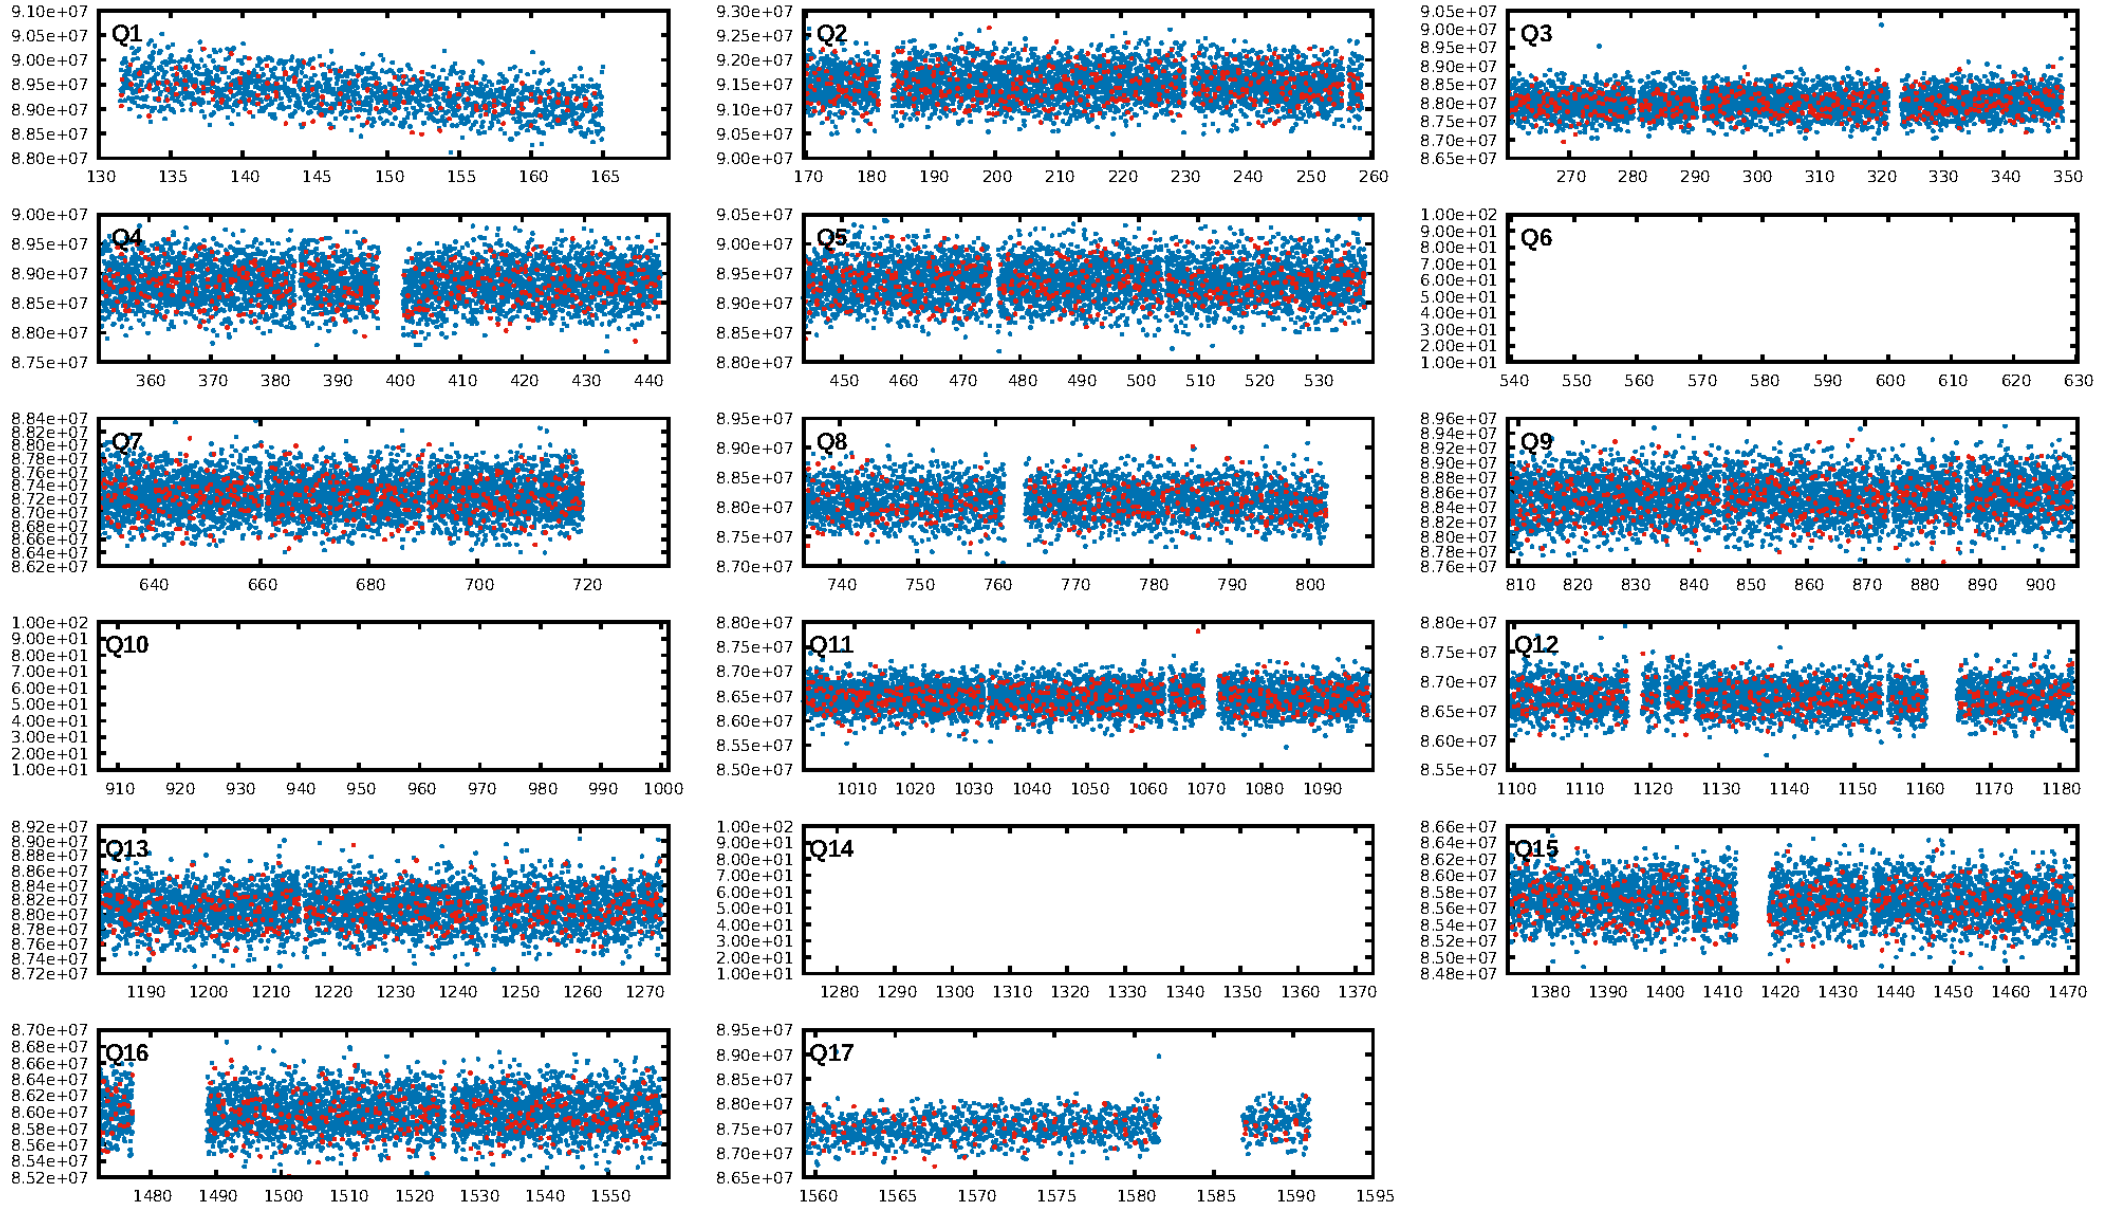 9.10e+07
9.05e+07
9.00e+07
8.95e+07
8.90e+07
8.85e+07
8.80e+07
Q1
130 135 140 145 150 155 160 165
9.30e+07
9.25e+07
9.20e+07
9.15e+07
9.10e+07
9.05e+07
9.00e+07
Q2
170 180 190 200 210 220 230 240 250 260
9.05e+07
9.00e+07
8.95e+07
8.90e+07
8.85e+07
8.80e+07
8.75e+07
8.70e+07
8.65e+07
Q3
270 280 290 300 310 320 330 340 350
9.00e+07
8.95e+07
8.90e+07
8.85e+07
8.80e+07
8.75e+07
Q4
360 370 380 390 400 410 420 430 440
9.05e+07
9.00e+07
8.95e+07
8.90e+07
8.85e+07
8.80e+07
Q5
450 460 470 480 490 500 510 520 530
1.00e+02
9.00e+01
8.00e+01
7.00e+01
6.00e+01
5.00e+01
4.00e+01
3.00e+01
2.00e+01
1.00e+01
Q6
540 550 560 570 580 590 600 610 620 630
8.84e+07
8.82e+07
8.80e+07
8.78e+07
8.76e+07
8.74e+07
8.72e+07
8.70e+07
8.68e+07
8.66e+07
8.64e+07
8.62e+07
Q7
640 660 680 700 720
8.95e+07
8.90e+07
8.85e+07
8.80e+07
8.75e+07
8.70e+07
Q8
740 750 760 770 780 790 800
8.96e+07
8.94e+07
8.92e+07
8.90e+07
8.88e+07
8.86e+07
8.84e+07
8.82e+07
8.80e+07
8.78e+07
8.76e+07
Q9
810 820 830 840 850 860 870 880 890 900
1.00e+02
9.00e+01
8.00e+01
7.00e+01
6.00e+01
5.00e+01
4.00e+01
3.00e+01
2.00e+01
1.00e+01
Q10
910 920 930 940 950 960 970 980 990 1000
8.80e+07
8.75e+07
8.70e+07
8.65e+07
8.60e+07
8.55e+07
8.50e+07
Q11
1010 1020 1030 1040 1050 1060 1070 1080 1090
8.80e+07
8.75e+07
8.70e+07
8.65e+07
8.60e+07
8.55e+07
Q12
1100 1110 1120 1130 1140 1150 1160 1170 1180
8.92e+07
8.90e+07
8.88e+07
8.86e+07
8.84e+07
8.82e+07
8.80e+07
8.78e+07
8.76e+07
8.74e+07
8.72e+07
Q13
1190 1200 1210 1220 1230 1240 1250 1260 1270
1.00e+02
9.00e+01
8.00e+01
7.00e+01
6.00e+01
5.00e+01
4.00e+01
3.00e+01
2.00e+01
1.00e+01
Q14
1280 1290 1300 1310 1320 1330 1340 1350 1360 1370
8.66e+07
8.64e+07
8.62e+07
8.60e+07
8.58e+07
8.56e+07
8.54e+07
8.52e+07
8.50e+07
8.48e+07
Q15
1380 1390 1400 1410 1420 1430 1440 1450 1460 1470
8.70e+07
8.68e+07
8.66e+07
8.64e+07
8.62e+07
8.60e+07
8.58e+07
8.56e+07
8.54e+07
8.52e+07
Q16
1480 1490 1500 1510 1520 1530 1540 1550
8.95e+07
8.90e+07
8.85e+07
8.80e+07
8.75e+07
8.70e+07
8.65e+07
Q17
1560 1565 1570 1575 1580 1585 1590 1595